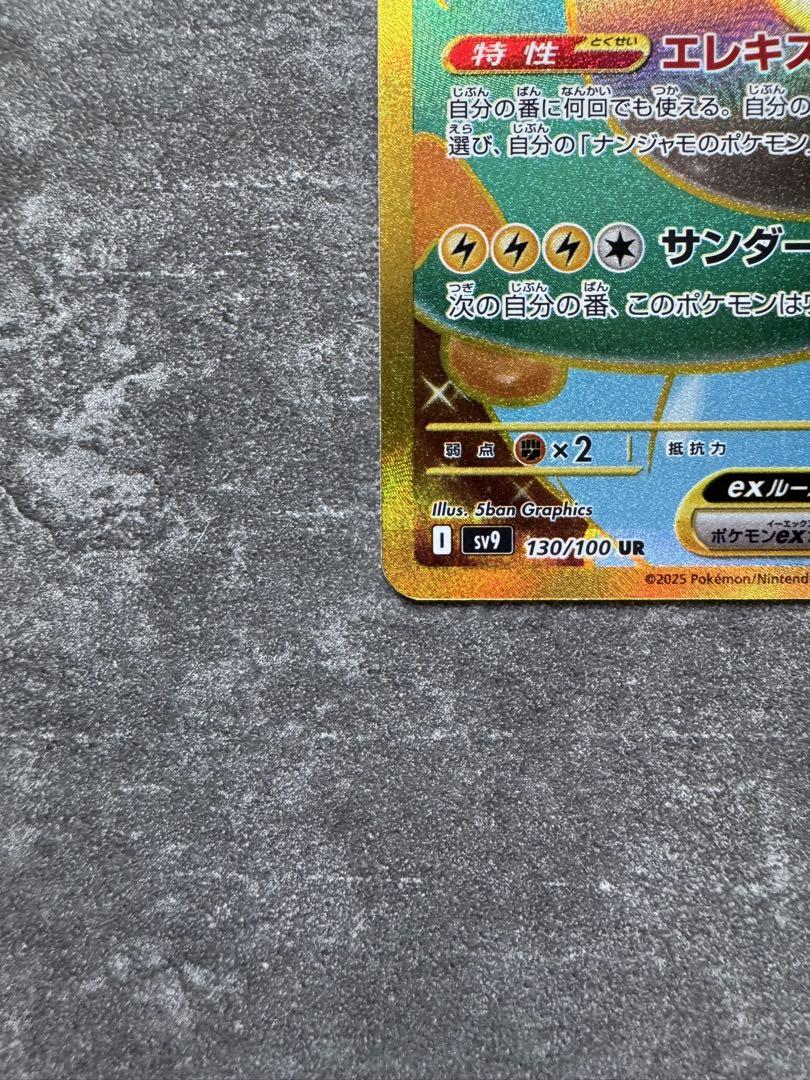 特性 とくせい エレキス
じぶん ばん なんかい つか じぶん
自分の番に何回でも使える。自分の
えら じぶん
選び、自分の「ナンジャモのポケモン」
サンダー
つぎ じぶん ばん
次の自分の番、このポケモンは
弱点 ×2 抵抗力
exルー
イーエックス
ポケモンex
Illus. 5ban Graphics
I SV9 130/100 UR
©2025 Pokémon/Nintend